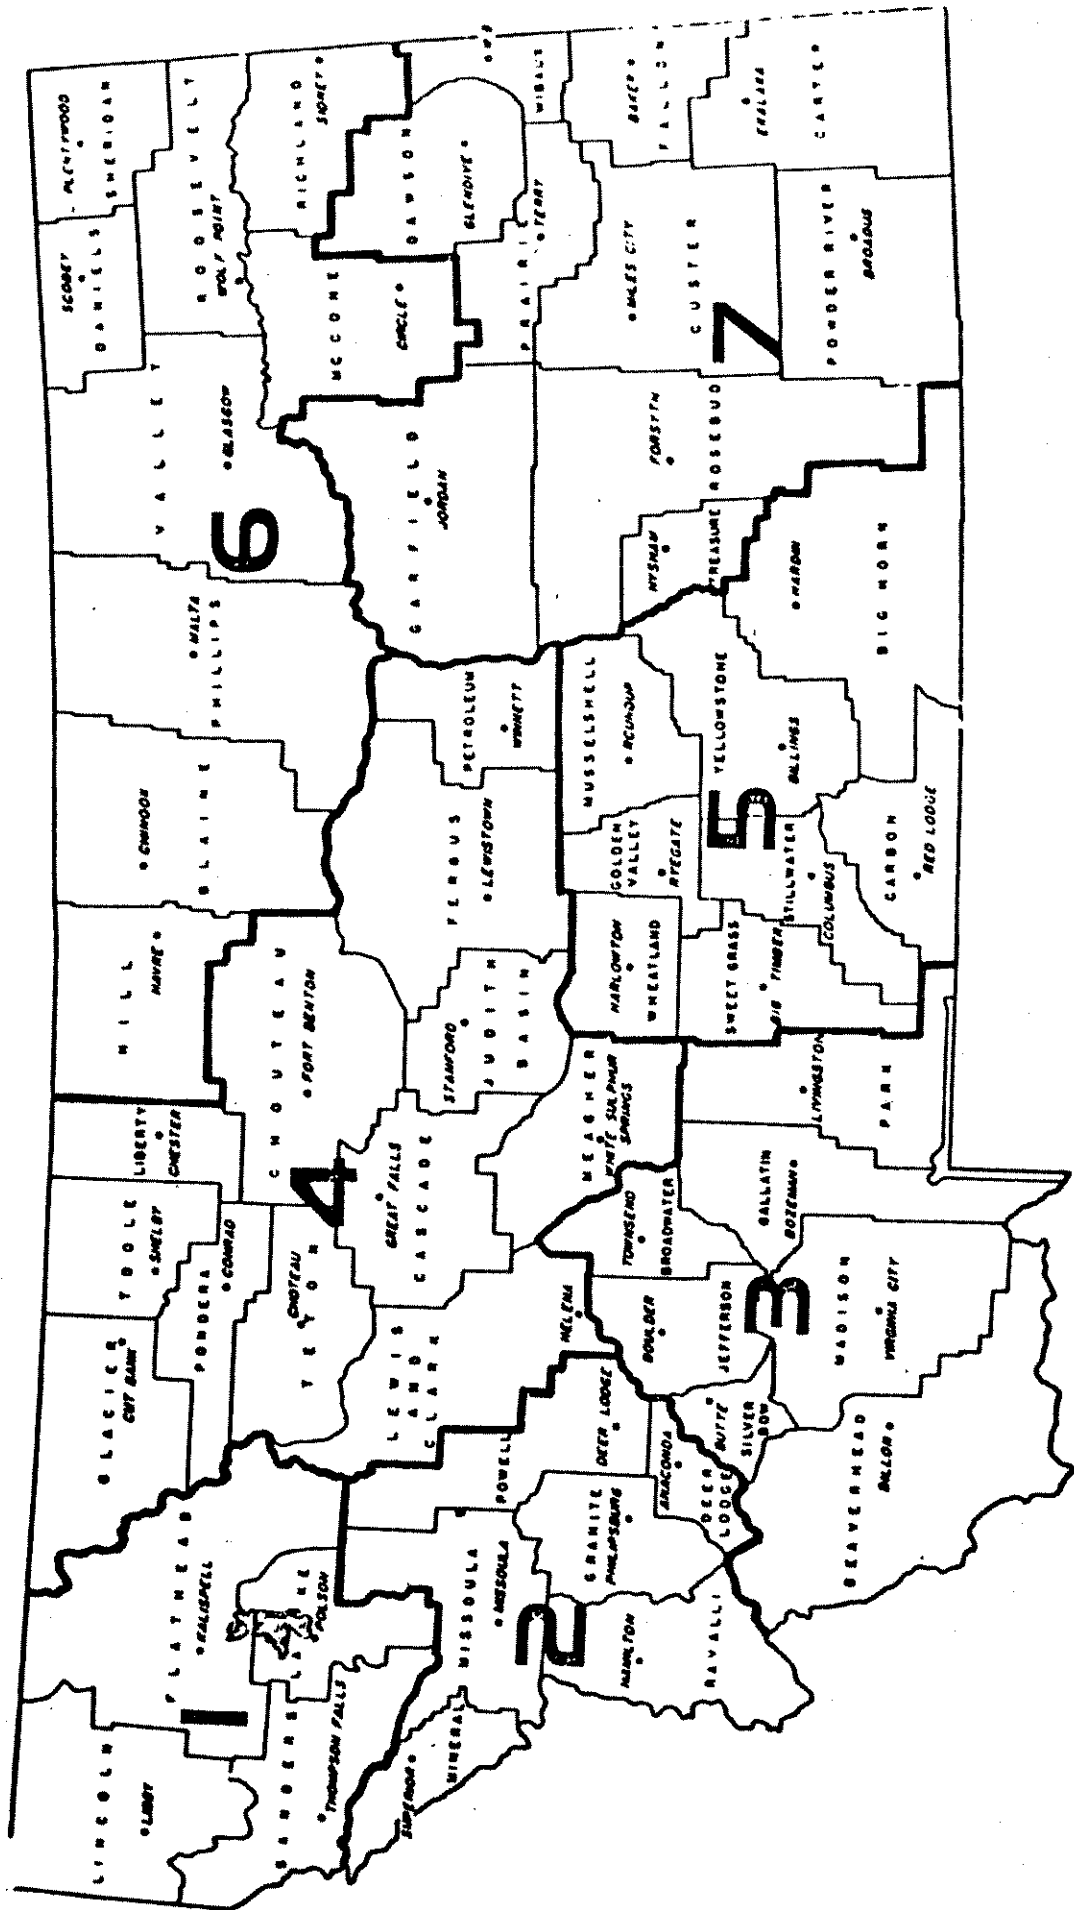 LINCOLN
LIBBY
FLATHEAD
KALISPELL
1
SANDERS
THOMPSON FALLS
POLSON
GLACIER
CUT BANK
TOOLE
SHELBY
LIBERTY
CHESTER
PONDERA
CONRAD
TETON
CHOTEAU
CHOUTEAU
FORT BENTON
4
CASCADE
GREAT FALLS
LEWIS
AND
CLARK
HELENA
JUDITH
BASIN
STANFORD
FERGUS
LEWISTOWN
PETROLEUM
WINNETT
MEAGHER
WHITE SULPHUR
SPRINGS
HILL
HAVRE
BLAINE
CHINOOK
PHILLIPS
MALTA
6
VALLEY
GLASGOW
DANIELS
SCOBEY
SHERIDAN
PLENTYWOOD
ROOSEVELT
WOLF POINT
RICHLAND
SIDNEY
MCCONE
CIRCLE
DAWSON
GLENDIVE
WIBAUX
PRAIRIE
TERRY
GARFIELD
JORDAN
CUSTER
MILES CITY
7
FALLON
BAKER
CARTER
EKALAKA
POWDER RIVER
BROADUS
ROSEBUD
FORSYTH
TREASURE
HYSHAM
MUSSELSHELL
ROUNDUP
GOLDEN
VALLEY
RYEGATE
WHEATLAND
HARLOWTON
SWEET GRASS
BIG TIMBER
STILLWATER
COLUMBUS
5
YELLOWSTONE
BILLINGS
BIG HORN
HARDIN
CARBON
RED LODGE
MINERAL
SUPERIOR
MISSOULA
MISSOULA
2
RAVALLI
HAMILTON
GRANITE
PHILIPSBURG
POWELL
DEER LODGE
DEER
LODGE
ANACONDA
SILVER
BOW
BUTTE
JEFFERSON
BOULDER
BROADWATER
TOWNSEND
3
GALLATIN
BOZEMAN
PARK
LIVINGSTON
MADISON
VIRGINIA CITY
BEAVERHEAD
DILLON